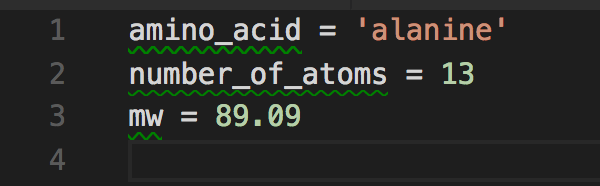 1 amino_acid = 'alanine'
2 number_of_atoms = 13
3 mw = 89.09
4